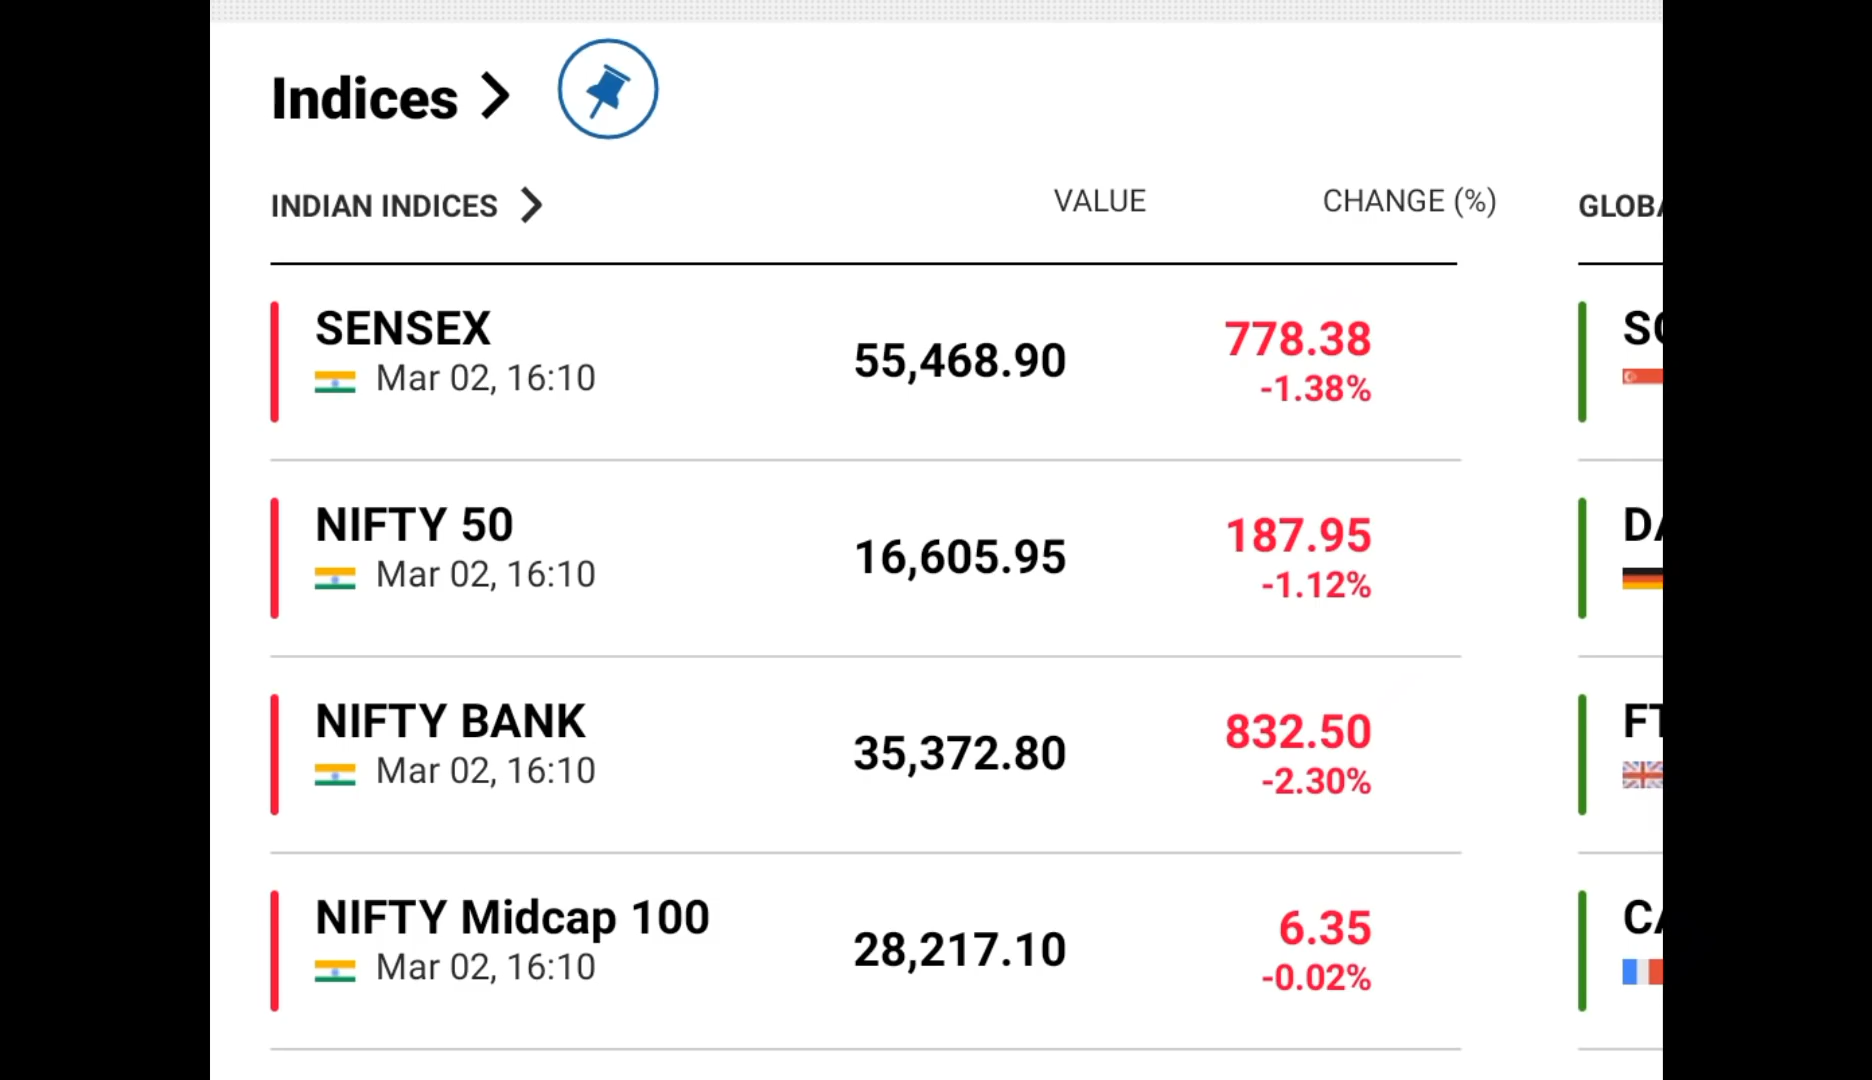 Indices
INDIAN INDICES VALUE CHANGE (%)
SENSEX
Mar 02, 16:10
55,468.90
778.38
-1.38%
NIFTY 50
Mar 02, 16:10
16,605.95
187.95
-1.12%
NIFTY BANK
Mar 02, 16:10
35,372.80
832.50
-2.30%
NIFTY Midcap 100
Mar 02, 16:10
28,217.10
6.35
-0.02%